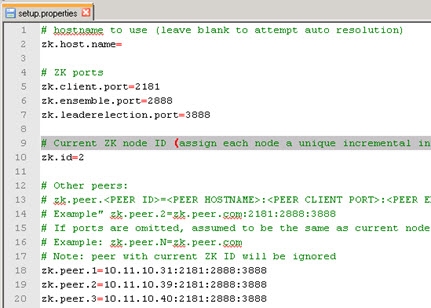 setup.properties
1 # hostname to use (leave blank to attempt auto resolution)
2 zk.host.name=
3
4 # ZK ports
5 zk.client.port=2181
6 zk.ensemble.port=2888
7 zk.leaderelection.port=3888
8
9 # Current ZK node ID (assign each node a unique incremental in
10 zk.id=2
11
12 # Other peers:
13 # zk.peer.<PEER ID>=<PEER HOSTNAME>:<PEER CLIENT PORT>:<PEER E
14 # Example" zk.peer.2=zk.peer.com:2181:2888:3888
15 # If ports are omitted, assumed to be the same as current node
16 # Example: zk.peer.N=zk.peer.com
17 # Note: peer with current ZK ID will be ignored
18 zk.peer.1=10.11.10.31:2181:2888:3888
19 zk.peer.2=10.11.10.39:2181:2888:3888
20 zk.peer.3=10.11.10.40:2181:2888:3888